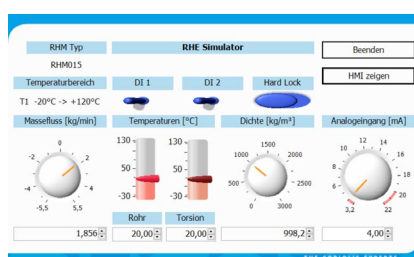 RHM Typ
RHE Simulator
Beenden
RHM015
HMI zeigen
Temperaturbereich
DI 1
DI 2
Hard Lock
T1 -20°C -> +120°C
Massefluss [kg/min]
Temperaturen [°C]
Dichte [kg/m³]
Analogeingang [mA]
0
-2
2
-4
4
-5,5
5,5
130
50
-30
130
50
-30
1500
1000
2000
500
2500
0
3000
12
14
10
16
8
18
6
20
3,2
22
Rohr
Torsion
1,856
20,00
20,00
998,2
4,00